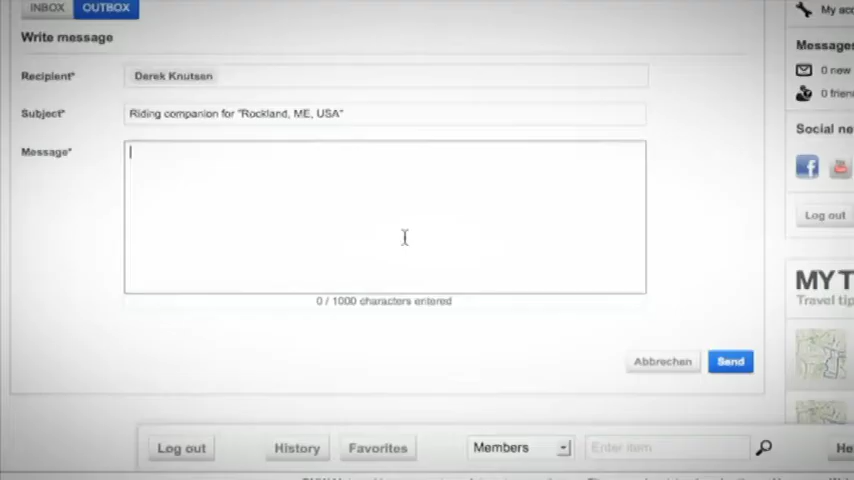 INBOX OUTBOX
My acc
Write message
Messages
Recipient* Derek Knutsen
0 new
0 frien
Subject* Riding companion for "Rockland, ME, USA"
Social ne
Message*
Log out
MY T
Travel tip
0 / 1000 characters entered
Abbrechen Send
Log out History Favorites Members Enter item He